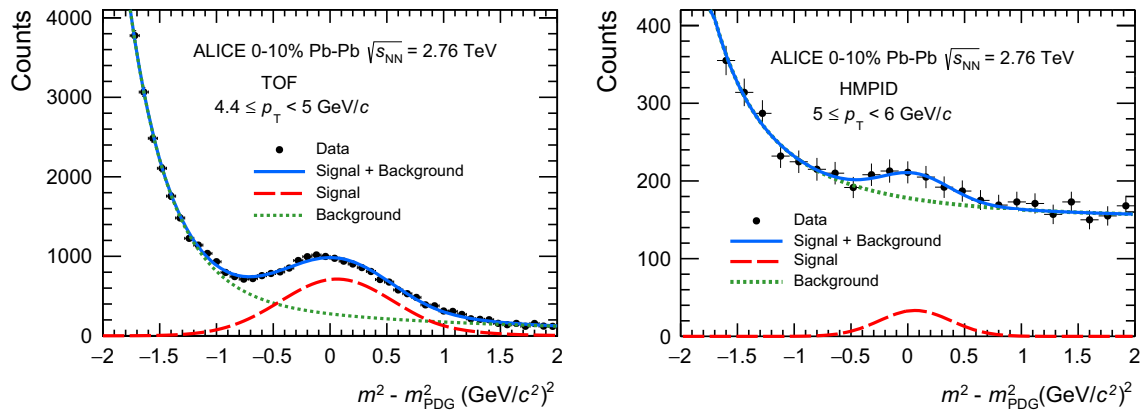 Counts
4000
3000
2000
1000
0
ALICE 0-10% Pb-Pb √sNN = 2.76 TeV
TOF
4.4 ≤ pT < 5 GeV/c
Data
Signal + Background
Signal
Background
−2 −1.5 −1 −0.5 0 0.5 1 1.5 2
m² - m²PDG (GeV/c²)²
Counts
400
300
200
100
0
ALICE 0-10% Pb-Pb √sNN = 2.76 TeV
HMPID
5 ≤ pT < 6 GeV/c
Data
Signal + Background
Signal
Background
−2 −1.5 −1 −0.5 0 0.5 1 1.5 2
m² - m²PDG(GeV/c²)²